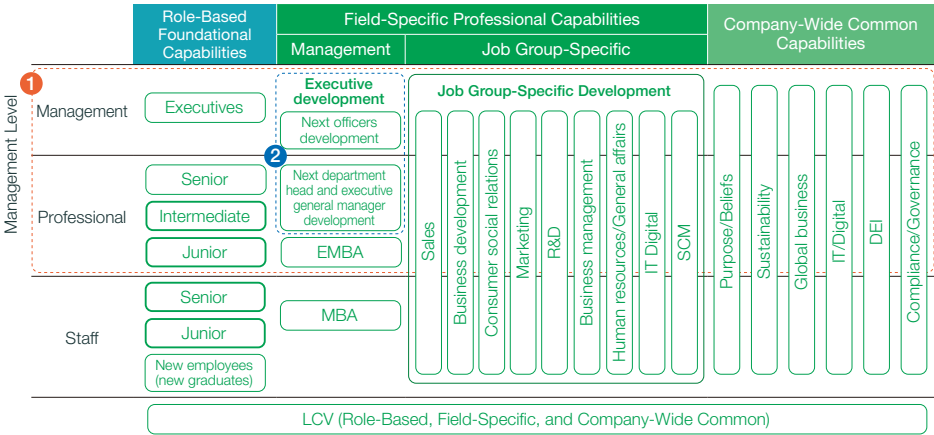 Role-Based
Foundational
Capabilities
Field-Specific Professional Capabilities
Management
Job Group-Specific
Company-Wide Common
Capabilities
Management Level
1
Management
Executives
Executive
development
Next officers
development
2
Professional
Senior
Intermediate
Junior
Next department
head and executive
general manager
development
EMBA
Staff
Senior
Junior
New employees
(new graduates)
MBA
Job Group-Specific Development
Sales
Business development
Consumer social relations
Marketing
R&D
Business management
Human resources/General affairs
IT Digital
SCM
Purpose/Beliefs
Sustainability
Global business
IT/Digital
DEI
Compliance/Governance
LCV (Role-Based, Field-Specific, and Company-Wide Common)